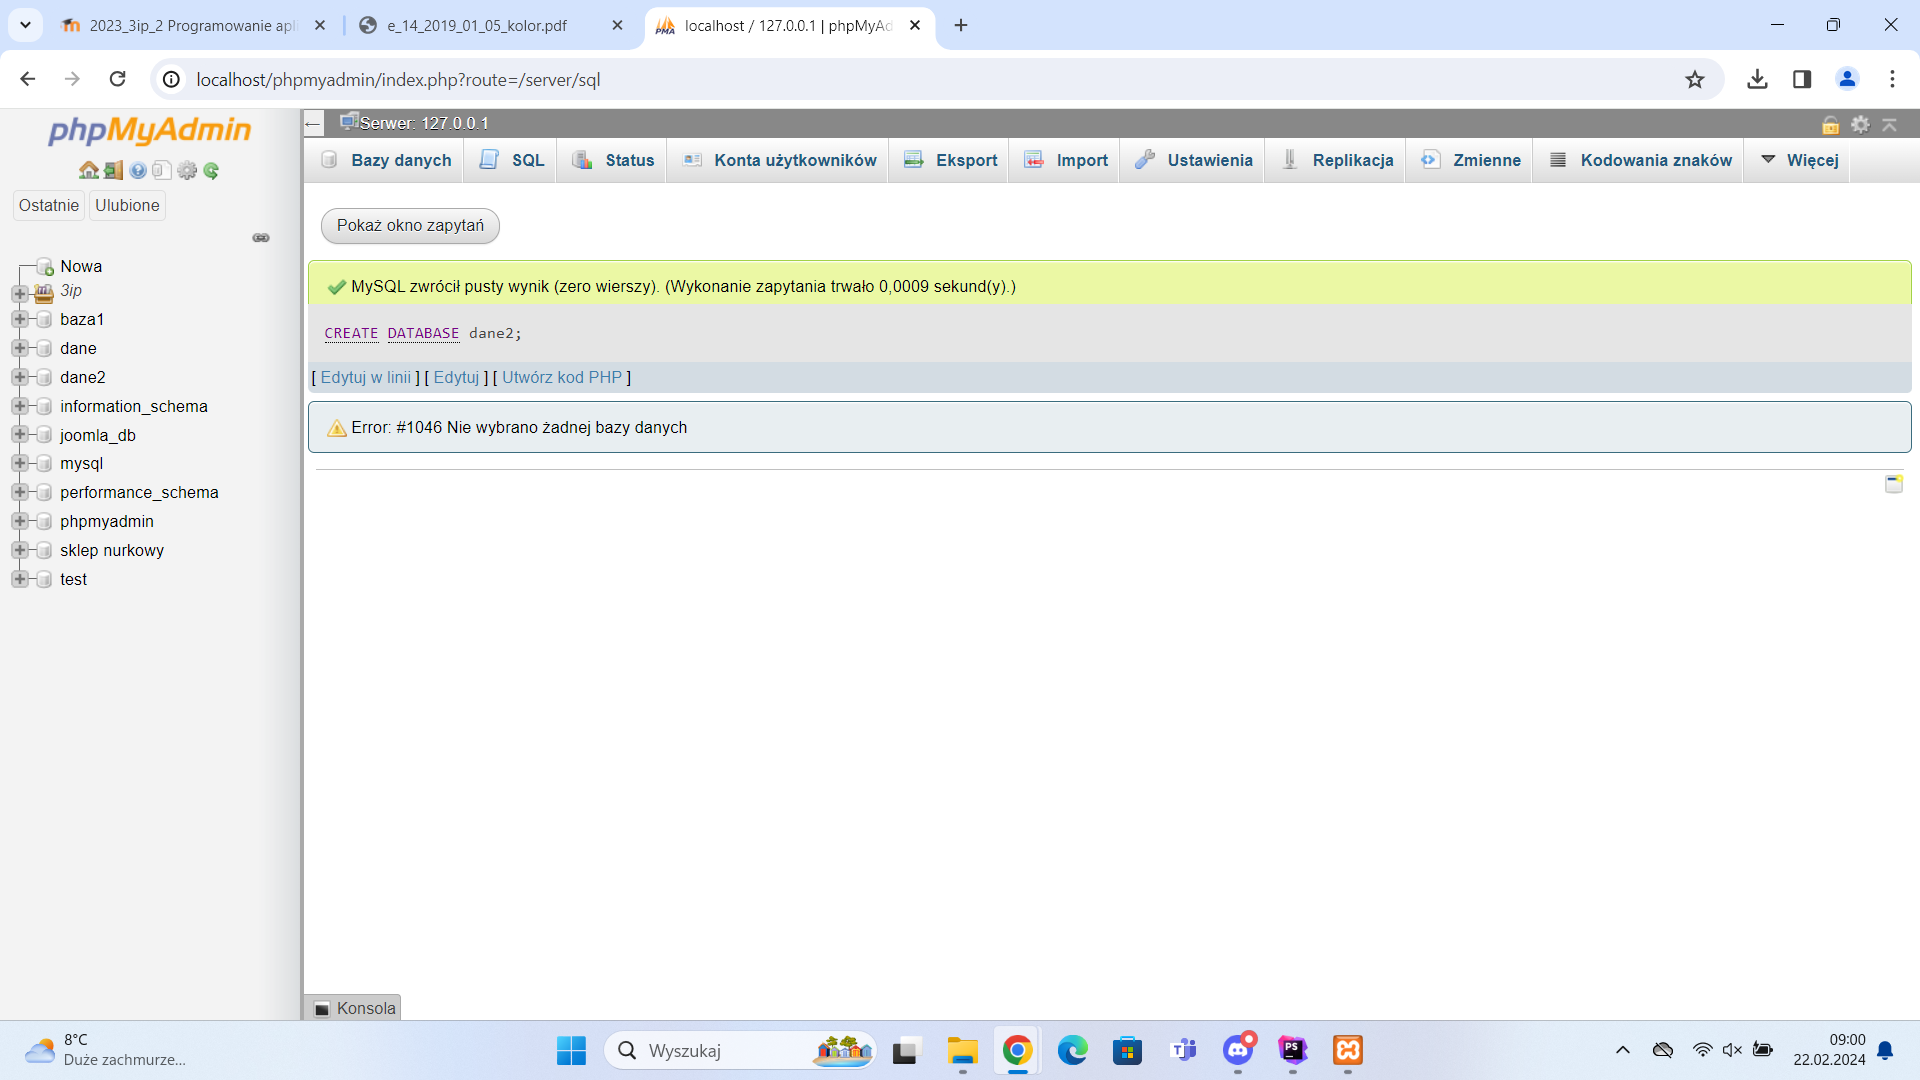 2023_3ip_2 Programowanie apli
e_14_2019_01_05_kolor.pdf
localhost / 127.0.0.1 | phpMyAd
localhost/phpmyadmin/index.php?route=/server/sql
phpMyAdmin
Ostatnie
Ulubione
Nowa
3ip
baza1
dane
dane2
information_schema
joomla_db
mysql
performance_schema
phpmyadmin
sklep nurkowy
test
Serwer: 127.0.0.1
Bazy danych
SQL
Status
Konta użytkowników
Eksport
Import
Ustawienia
Replikacja
Zmienne
Kodowania znaków
Więcej
Pokaż okno zapytań
MySQL zwrócił pusty wynik (zero wierszy). (Wykonanie zapytania trwało 0,0009 sekund(y).)
CREATE DATABASE dane2;
[ Edytuj w linii ] [ Edytuj ] [ Utwórz kod PHP ]
Error: #1046 Nie wybrano żadnej bazy danych
Konsola
8°C
Duże zachmurze...
Wyszukaj
09:00
22.02.2024